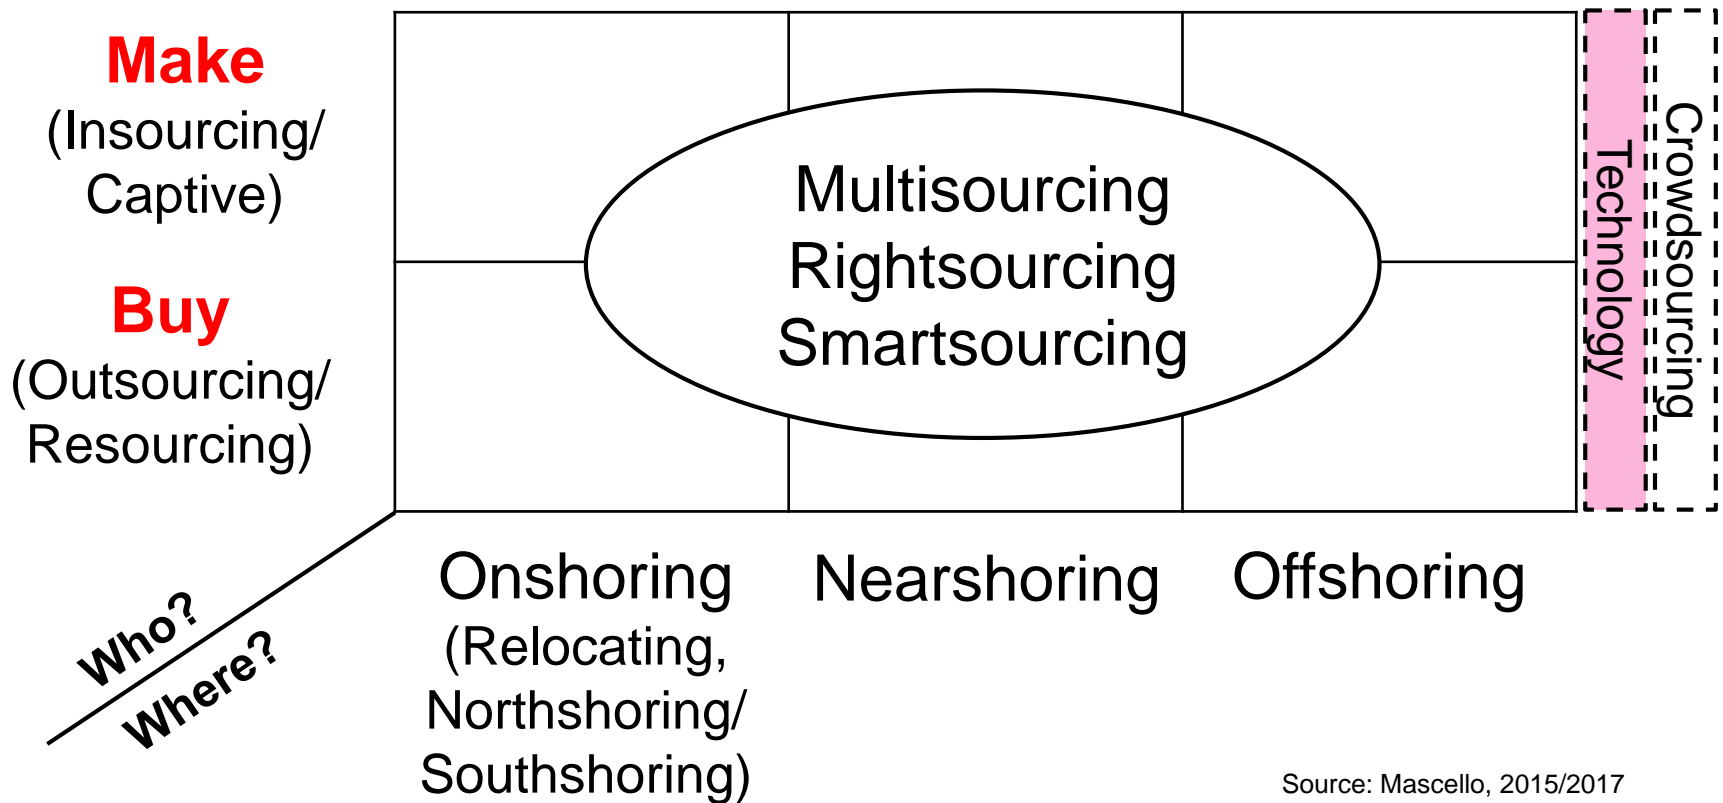 Make
(Insourcing/
Captive)
Buy
(Outsourcing/
Resourcing)
Multisourcing
Rightsourcing
Smartsourcing
Technology
Crowdsourcing
Who?
Where?
Onshoring
(Relocating,
Northshoring/
Southshoring)
Nearshoring
Offshoring
Source: Mascello, 2015/2017